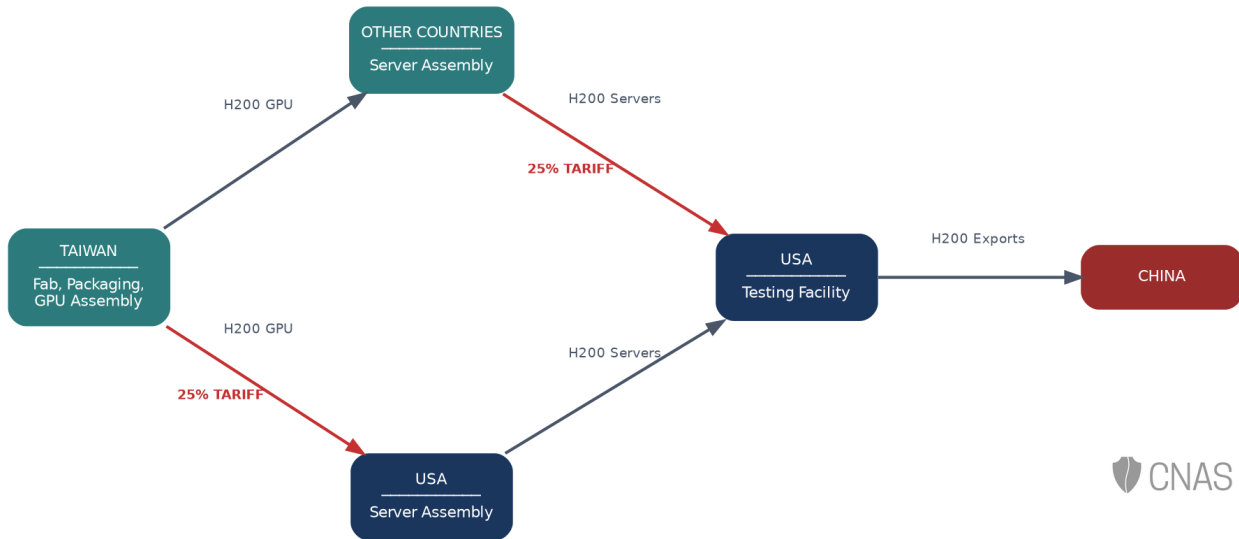 OTHER COUNTRIES
Server Assembly
H200 GPU
H200 Servers
25% TARIFF
TAIWAN
Fab, Packaging,
GPU Assembly
USA
Testing Facility
H200 Exports
CHINA
H200 GPU
25% TARIFF
H200 Servers
USA
Server Assembly
CNAS